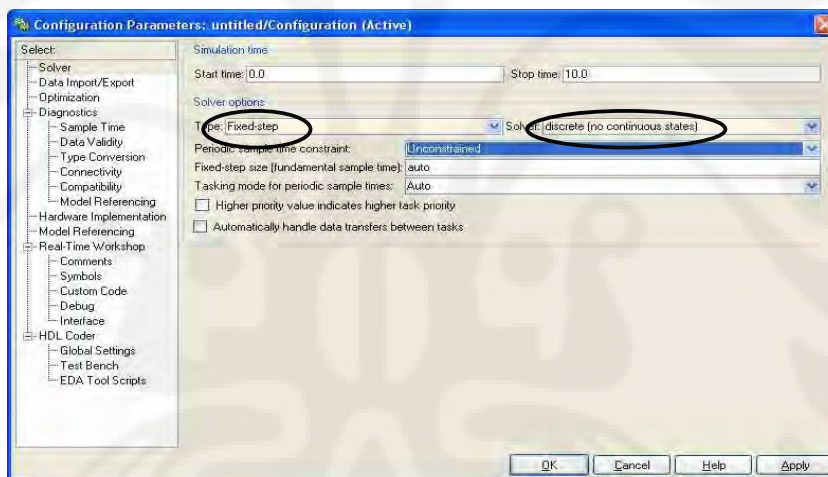 Configuration Parameters: untitled/Configuration (Active)
Select:
Solver
Data Import/Export
Optimization
Diagnostics
Sample Time
Data Validity
Type Conversion
Connectivity
Compatibility
Model Referencing
Hardware Implementation
Model Referencing
Real-Time Workshop
Comments
Symbols
Custom Code
Debug
Interface
HDL Coder
Global Settings
Test Bench
EDA Tool Scripts
Simulation time
Start time: 0.0 Stop time: 10.0
Solver options
Type: Fixed-step Solver: discrete (no continuous states)
Periodic sample time constraint: Unconstrained
Fixed-step size (fundamental sample time): auto
Tasking mode for periodic sample times: Auto
Higher priority value indicates higher task priority
Automatically handle data transfers between tasks
OK Cancel Help Apply